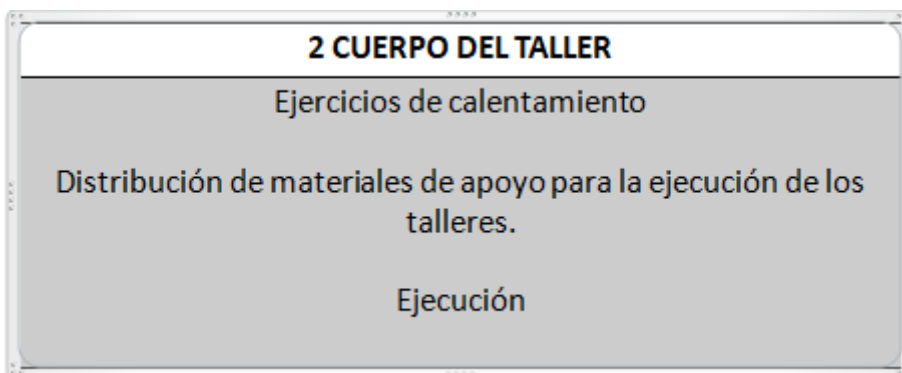 2 CUERPO DEL TALLER
Ejercicios de calentamiento
Distribución de materiales de apoyo para la ejecución de los
talleres.
Ejecución